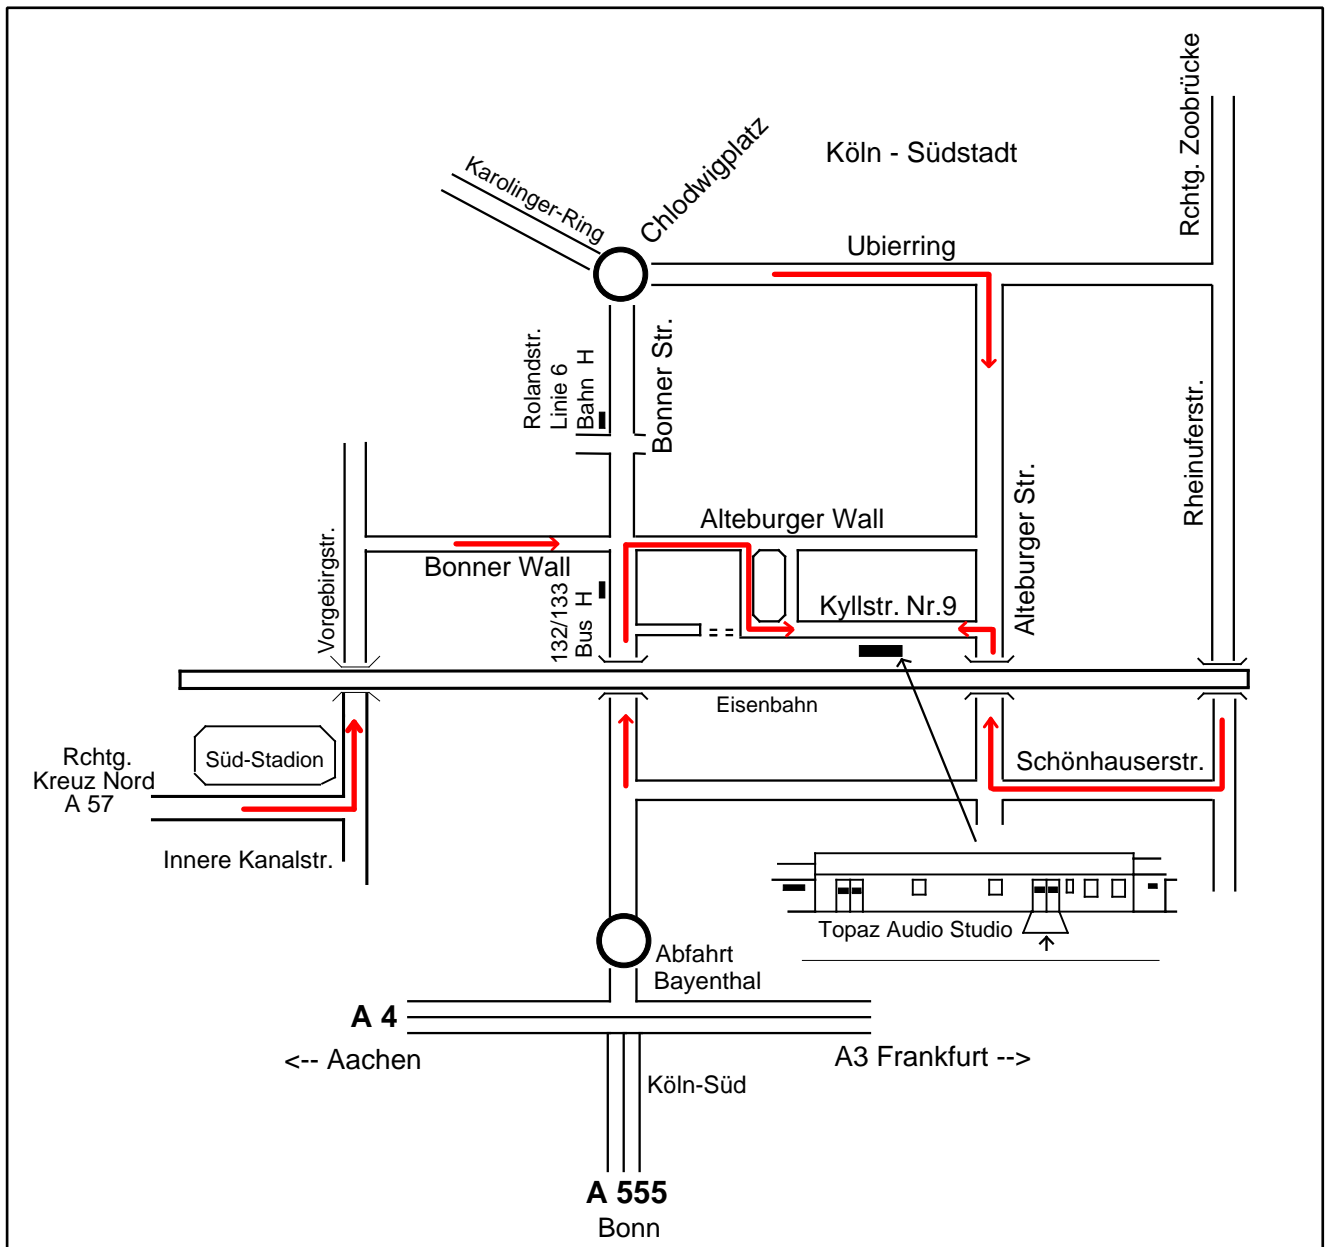 Köln - Südstadt
Rchtg. Zoobrücke
Karolinger-Ring
Chlodwigplatz
Ubierring
Rolandstr.
Linie 6
Bahn H
Bonner Str.
Rheinuferstr.
Alteburger Wall
Alteburger Str.
Vorgebirgstr.
Bonner Wall
132/133
Bus H
Kyllstr. Nr.9
Eisenbahn
Süd-Stadion
Rchtg.
Kreuz Nord
A 57
Schönhauserstr.
Innere Kanalstr.
Topaz Audio Studio
Abfahrt
Bayenthal
A 4
<-- Aachen
A3 Frankfurt -->
Köln-Süd
A 555
Bonn